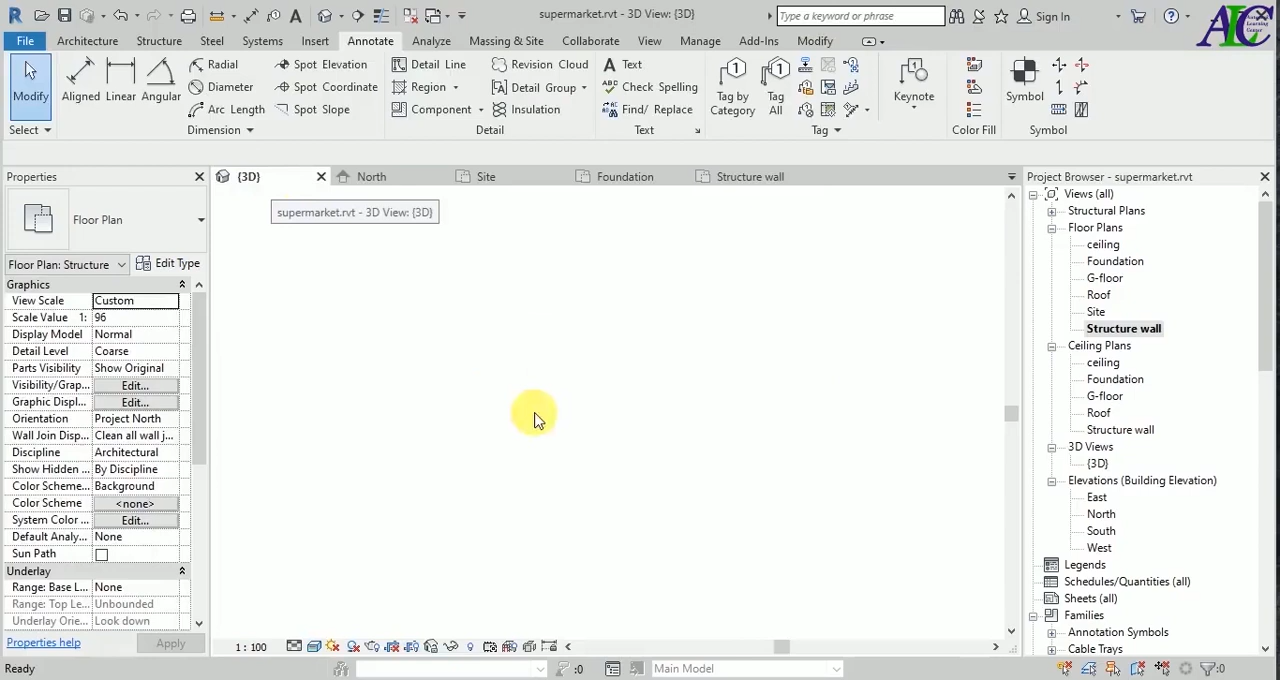 supermarket.rvt - 3D View: {3D}
Type a keyword or phrase
Sign In
ALC
File
Architecture
Structure
Steel
Systems
Insert
Annotate
Analyze
Massing & Site
Collaborate
View
Manage
Add-Ins
Modify
Modify
Select
Aligned
Linear
Angular
Radial
Diameter
Arc Length
Dimension
Spot Elevation
Spot Coordinate
Spot Slope
Detail Line
Region
Component
Revision Cloud
Detail Group
Insulation
Detail
Text
Check Spelling
Find/ Replace
Text
Tag by
Category
Tag
All
Tag
Keynote
Color Fill
Symbol
Symbol
Properties
Floor Plan
Floor Plan: Structure
Edit Type
Graphics
View Scale Custom
Scale Value 1: 96
Display Model Normal
Detail Level Coarse
Parts Visibility Show Original
Visibility/Grap... Edit...
Graphic Displ... Edit...
Orientation Project North
Wall Join Disp... Clean all wall j...
Discipline Architectural
Show Hidden ... By Discipline
Color Scheme... Background
Color Scheme <none>
System Color ... Edit...
Default Analy... None
Sun Path
Underlay
Range: Base L... None
Range: Top Le... Unbounded
Underlay Orie... Look down
Properties help
Apply
{3D}
North
Site
Foundation
Structure wall
supermarket.rvt - 3D View: {3D}
1 : 100
Project Browser - supermarket.rvt
Views (all)
Structural Plans
Floor Plans
ceiling
Foundation
G-floor
Roof
Site
Structure wall
Ceiling Plans
ceiling
Foundation
G-floor
Roof
Structure wall
3D Views
{3D}
Elevations (Building Elevation)
East
North
South
West
Legends
Schedules/Quantities (all)
Sheets (all)
Families
Annotation Symbols
Cable Trays
Ready
:0
Main Model
:0